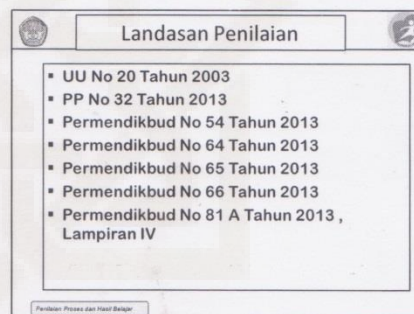 Landasan Penilaian
▪ UU No 20 Tahun 2003
▪ PP No 32 Tahun 2013
▪ Permendikbud No 54 Tahun 2013
▪ Permendikbud No 64 Tahun 2013
▪ Permendikbud No 65 Tahun 2013
▪ Permendikbud No 66 Tahun 2013
▪ Permendikbud No 81 A Tahun 2013 ,
Lampiran IV
Penilaian Proses dan Hasil Belajar